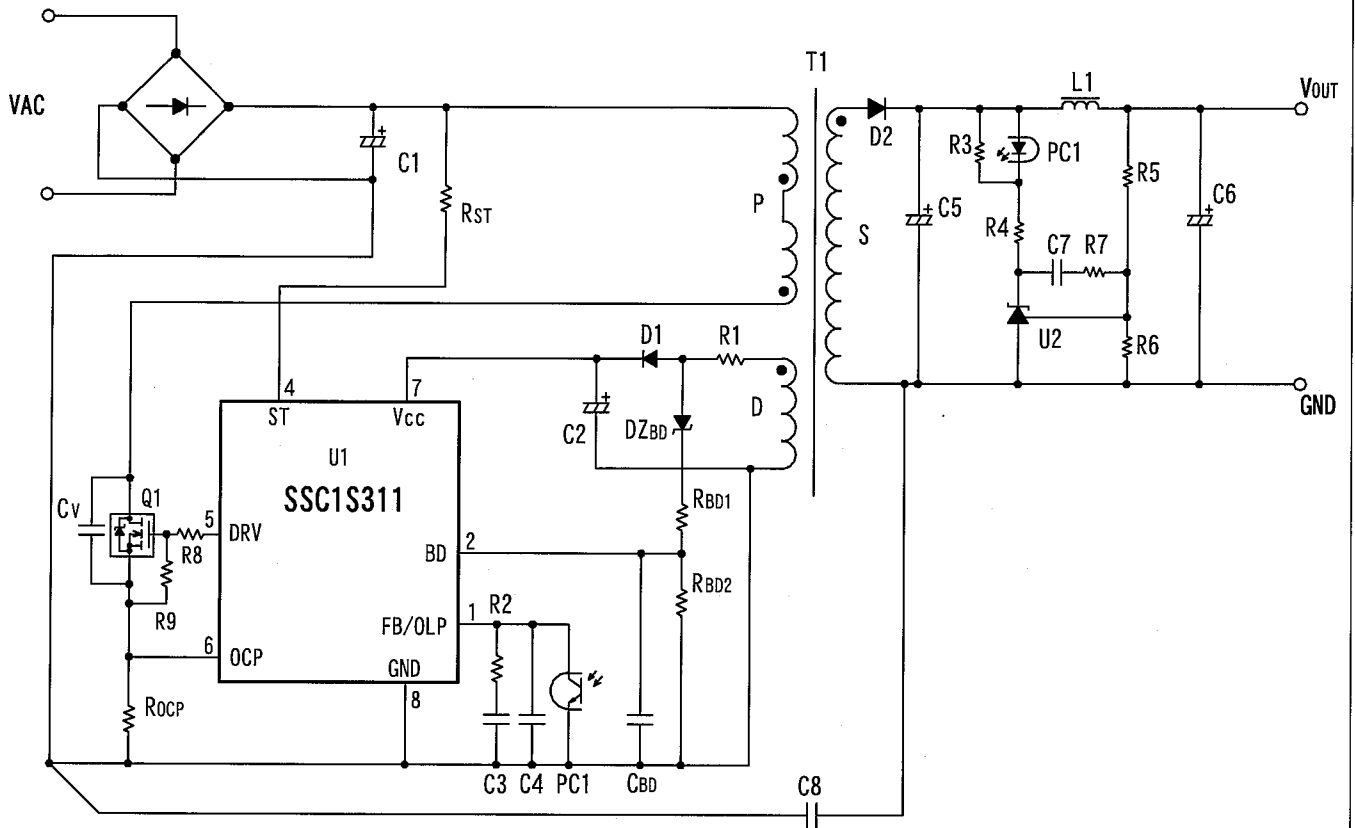 T1
L1
VOUT
VAC
D2
R3
PC1
C1
R5
C6
RST
P
C5
R4
S
C7 R7
U2
R6
D1
R1
GND
4
7
ST
VCC
C2
DZBD
D
U1
SSC1S311
CV
Q1
5
DRV
R8
RBD1
BD
2
RBD2
R9
R2
FB/OLP
1
6
OCP
GND
8
ROCP
C3
C4
PC1
CBD
C8